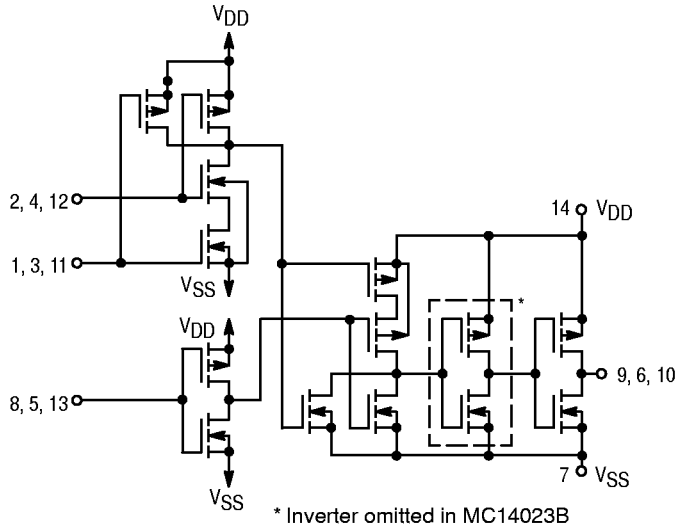 VDD
2, 4, 12
14 VDD
1, 3, 11
VSS
*
VDD
8, 5, 13
9, 6, 10
7 VSS
VSS
* Inverter omitted in MC14023B